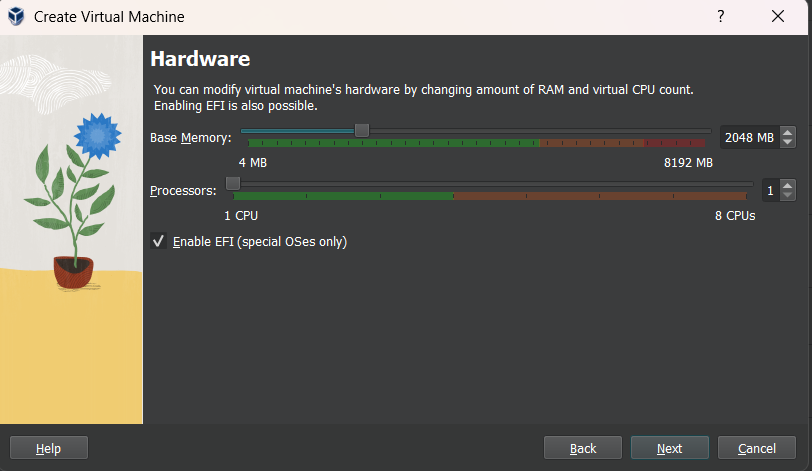 Create Virtual Machine
?
Hardware
You can modify virtual machine's hardware by changing amount of RAM and virtual CPU count.
Enabling EFI is also possible.
Base Memory: 2048 MB
4 MB 8192 MB
Processors: 1
1 CPU 8 CPUs
Enable EFI (special OSes only)
Help Back Next Cancel